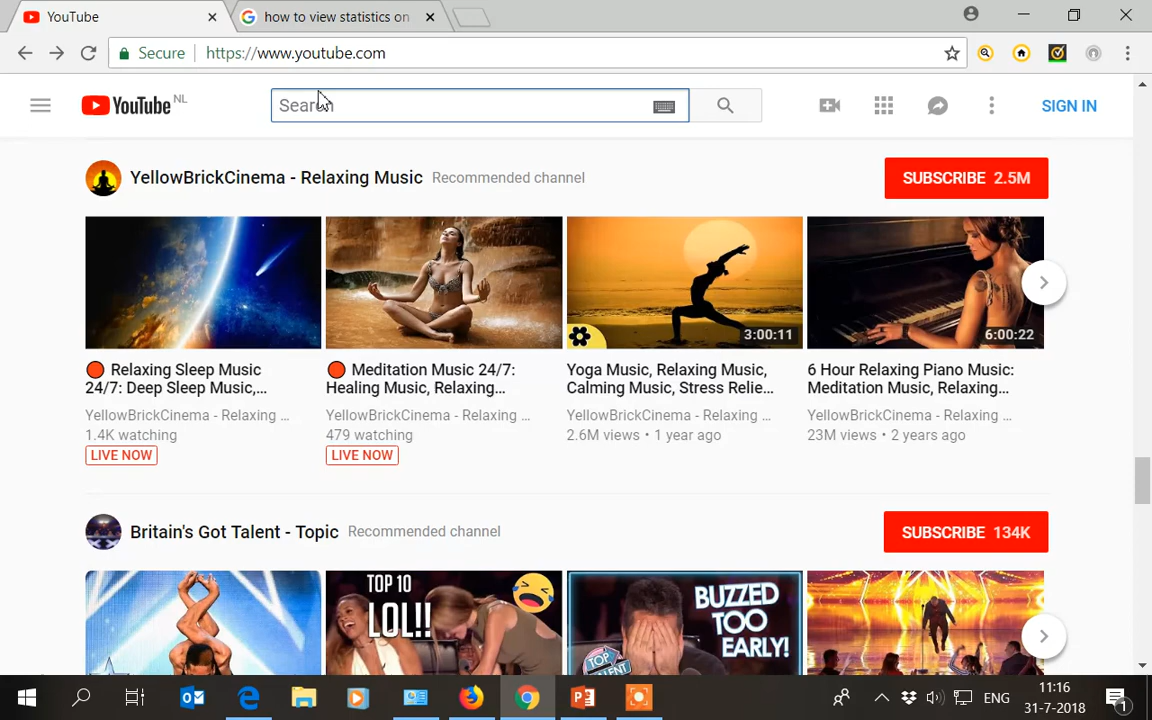 YouTube
how to view statistics on
Secure
https://www.youtube.com
YouTube NL
Search
SIGN IN
YellowBrickCinema - Relaxing Music Recommended channel
SUBSCRIBE 2.5M
3:00:11
6:00:22
Relaxing Sleep Music
24/7: Deep Sleep Music,...
YellowBrickCinema - Relaxing ...
1.4K watching
LIVE NOW
Meditation Music 24/7:
Healing Music, Relaxing...
YellowBrickCinema - Relaxing ...
479 watching
LIVE NOW
Yoga Music, Relaxing Music,
Calming Music, Stress Relie...
YellowBrickCinema - Relaxing ...
2.6M views • 1 year ago
6 Hour Relaxing Piano Music:
Meditation Music, Relaxing...
YellowBrickCinema - Relaxing ...
23M views • 2 years ago
Britain's Got Talent - Topic Recommended channel
SUBSCRIBE 134K
TOP 10
LOL!!
BUZZED
TOO
EARLY!
TOP
TALENT
ENG
11:16
31-7-2018
1